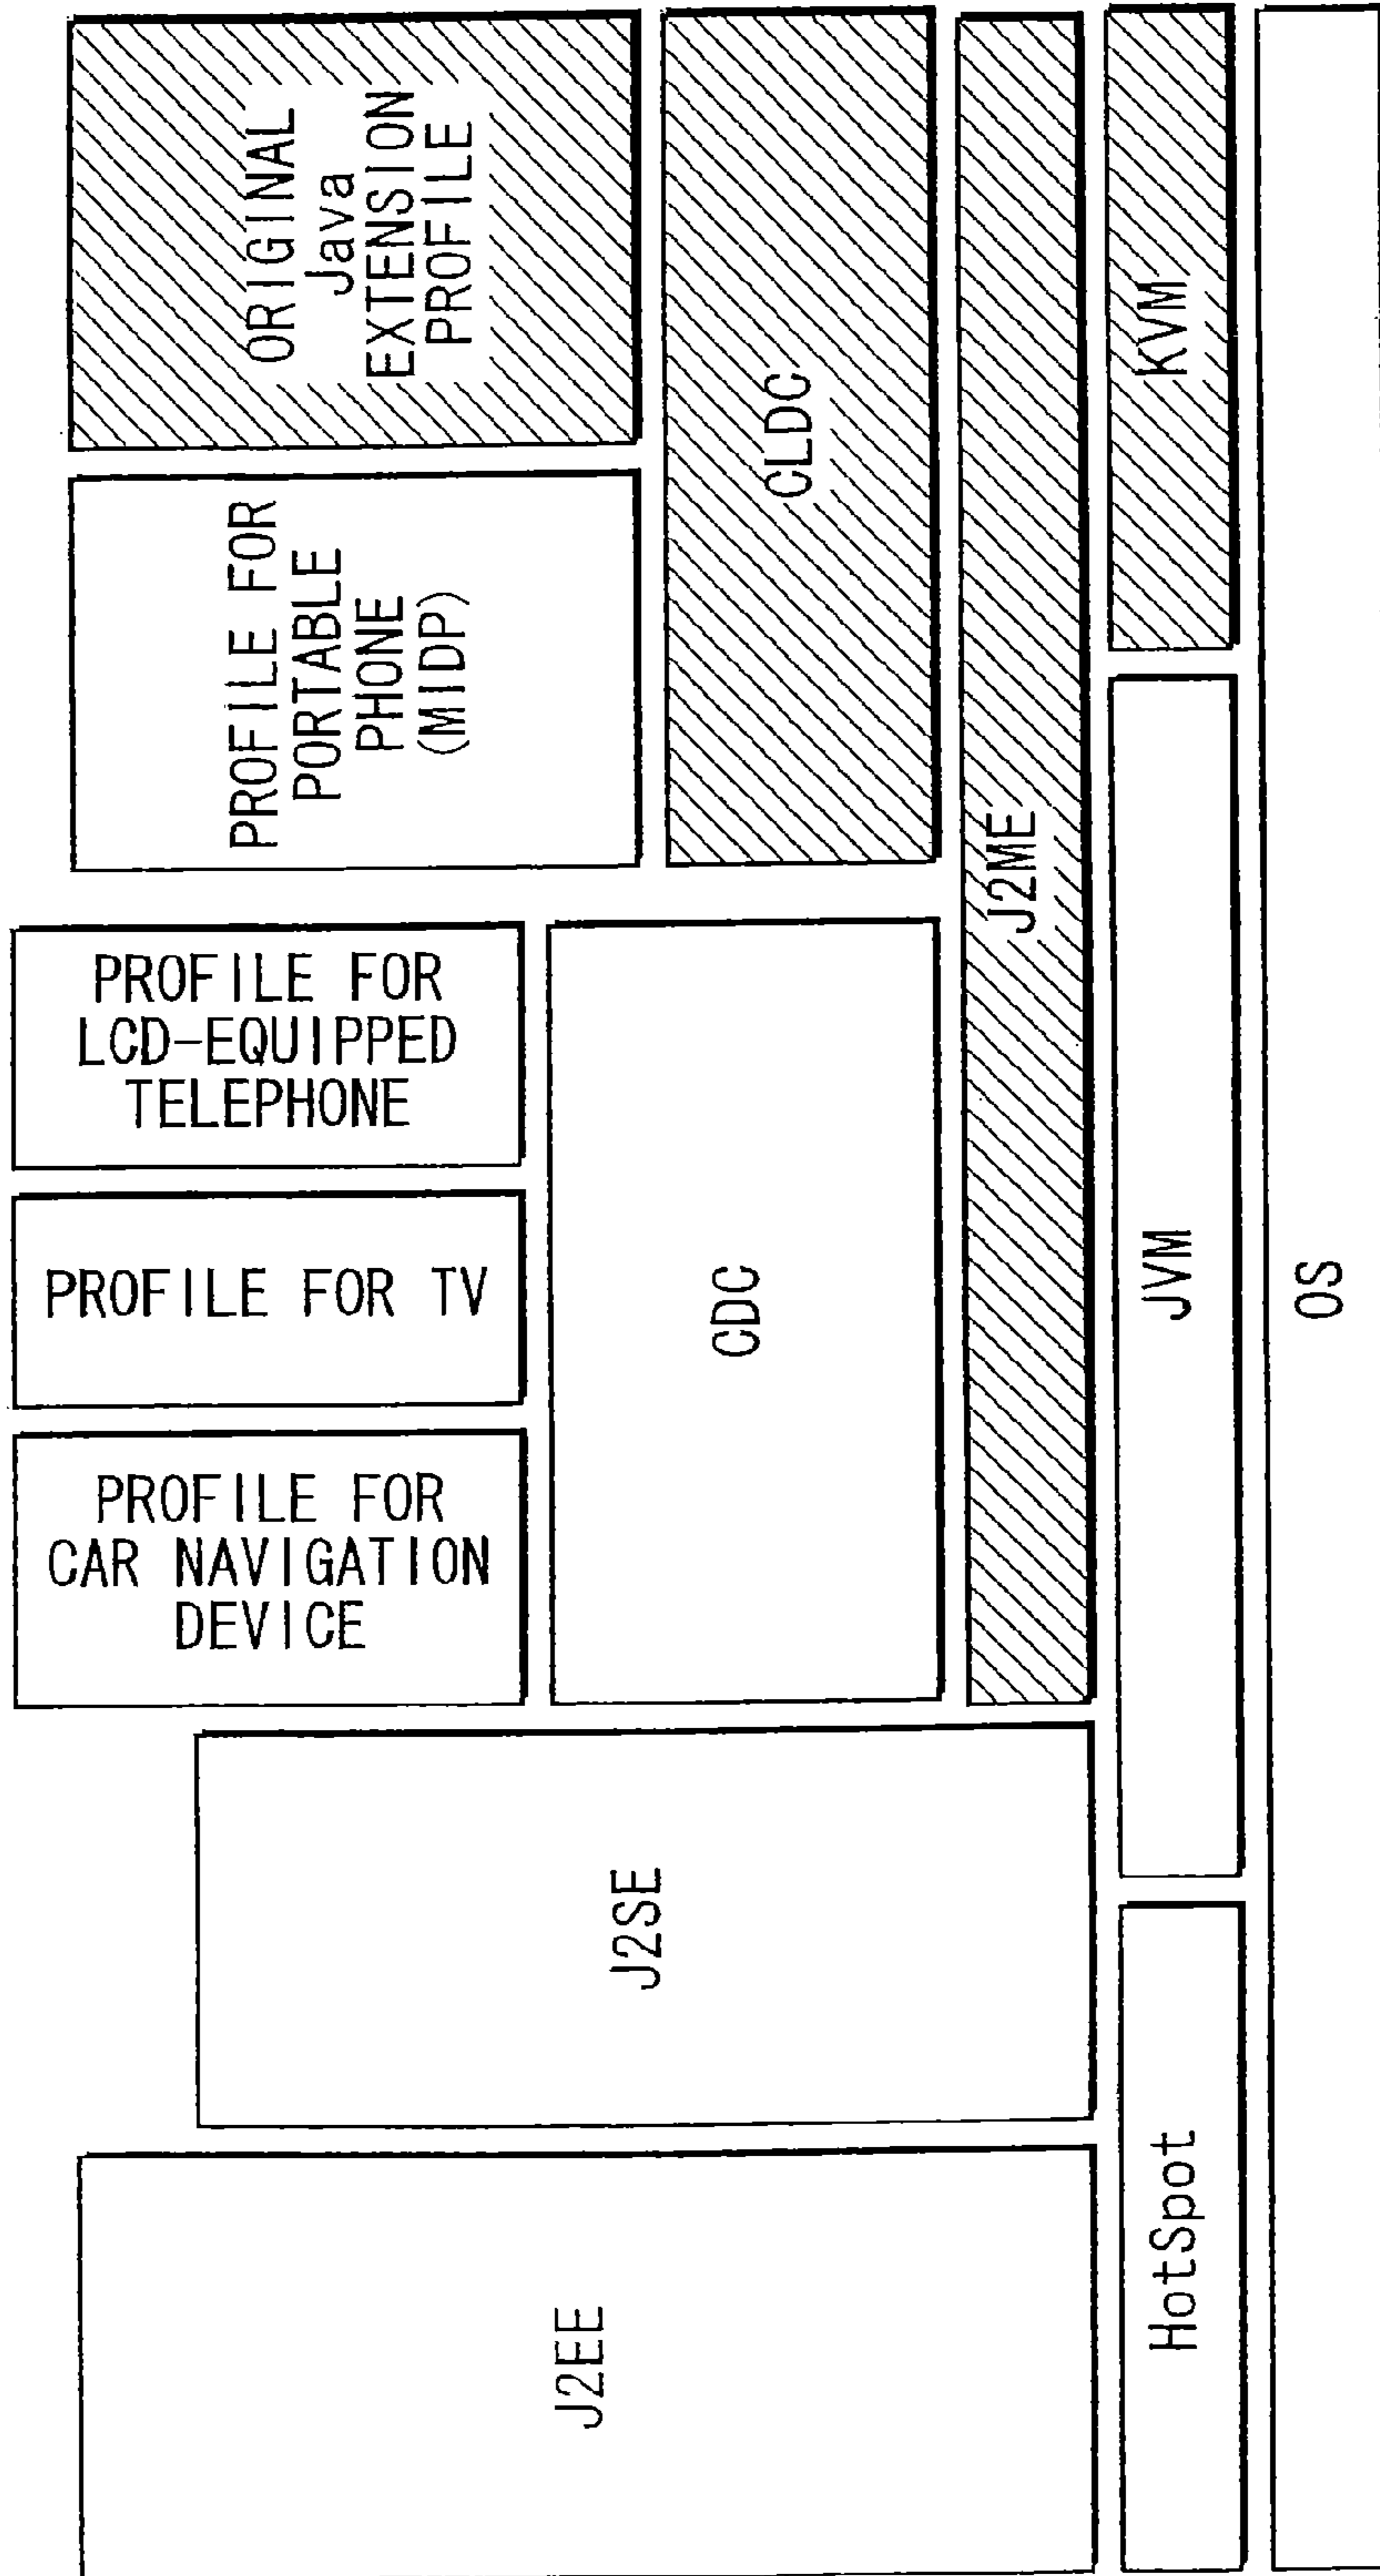 ORIGINAL
Java
EXTENSION
PROFILE
PROFILE FOR
PORTABLE
PHONE
(MIDP)
CLDC
KVM
J2ME
PROFILE FOR
LCD-EQUIPPED
TELEPHONE
PROFILE FOR TV
PROFILE FOR
CAR NAVIGATION
DEVICE
CDC
JVM
OS
J2SE
J2EE
HotSpot